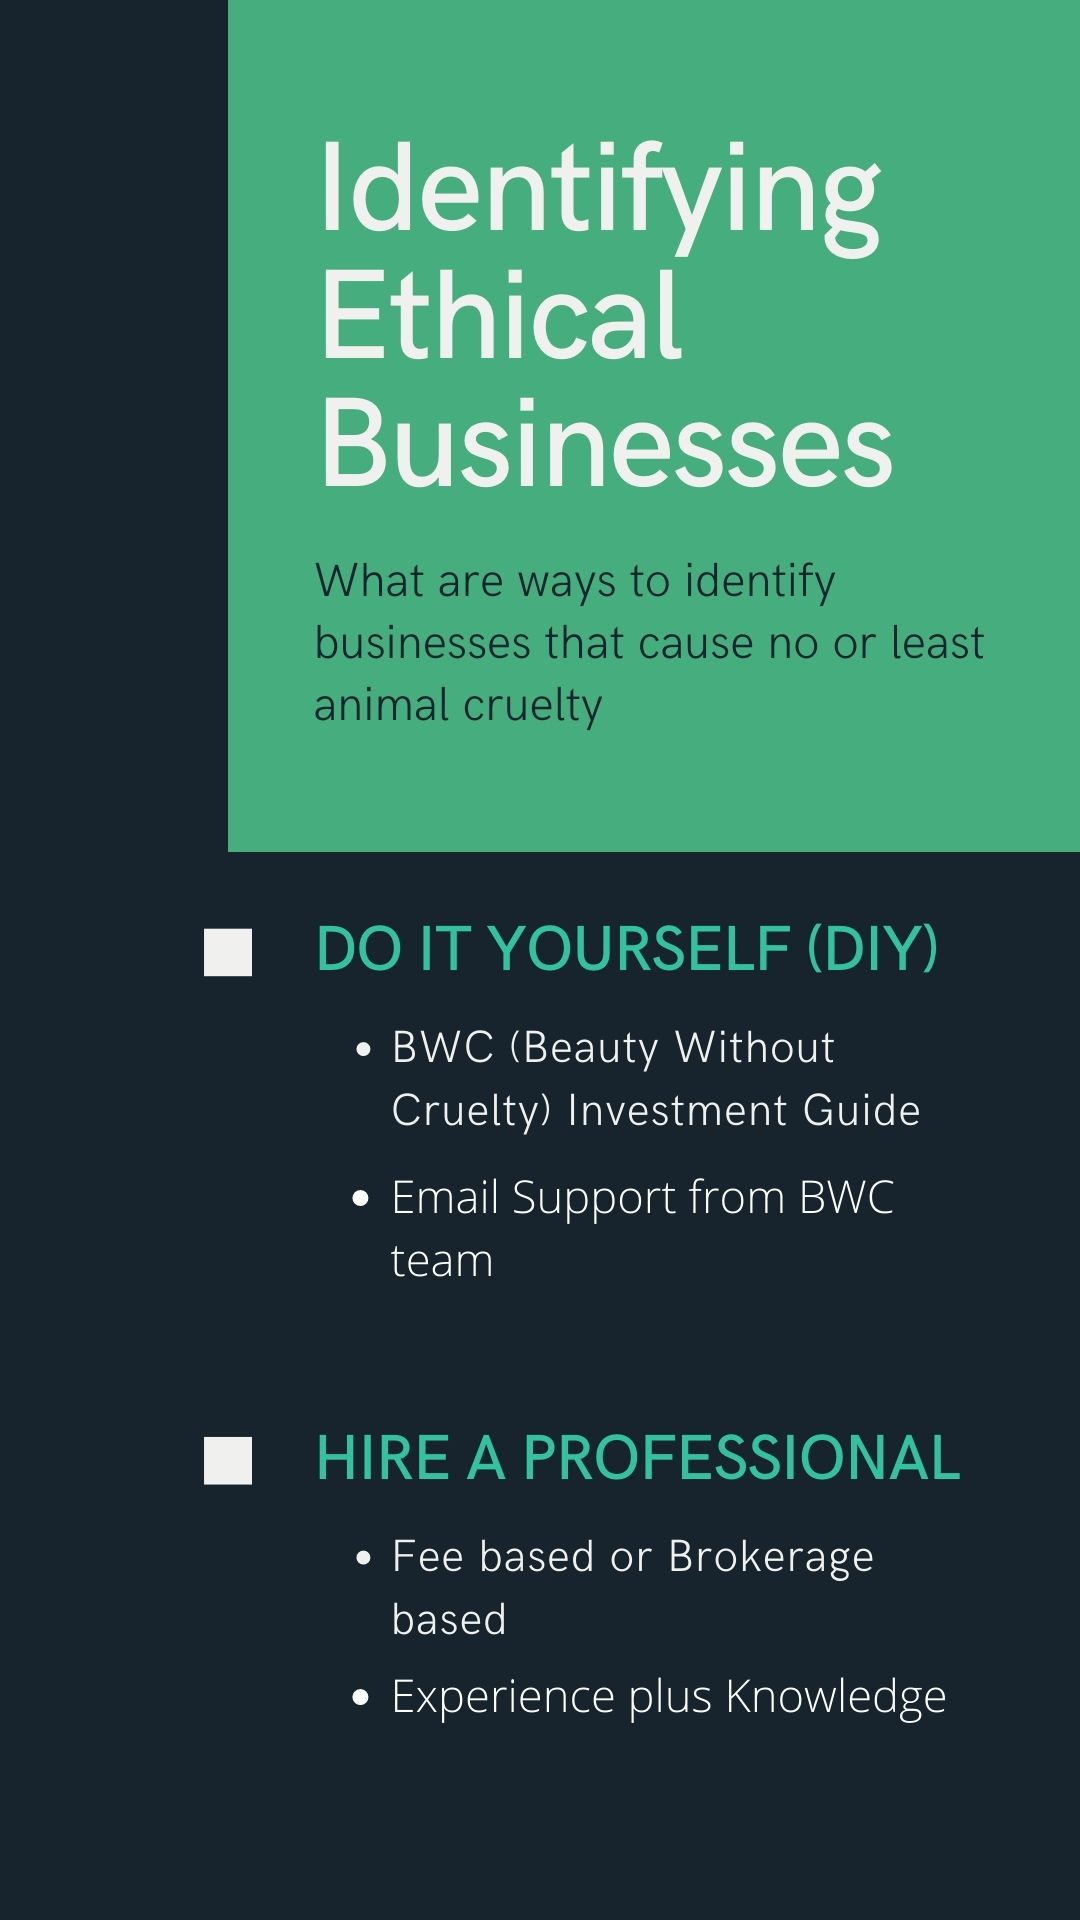 Identifying
Ethical
Businesses
What are ways to identify
businesses that cause no or least
animal cruelty
DO IT YOURSELF (DIY)
• BWC (Beauty Without
Cruelty) Investment Guide
• Email Support from BWC
team
HIRE A PROFESSIONAL
• Fee based or Brokerage
based
• Experience plus Knowledge